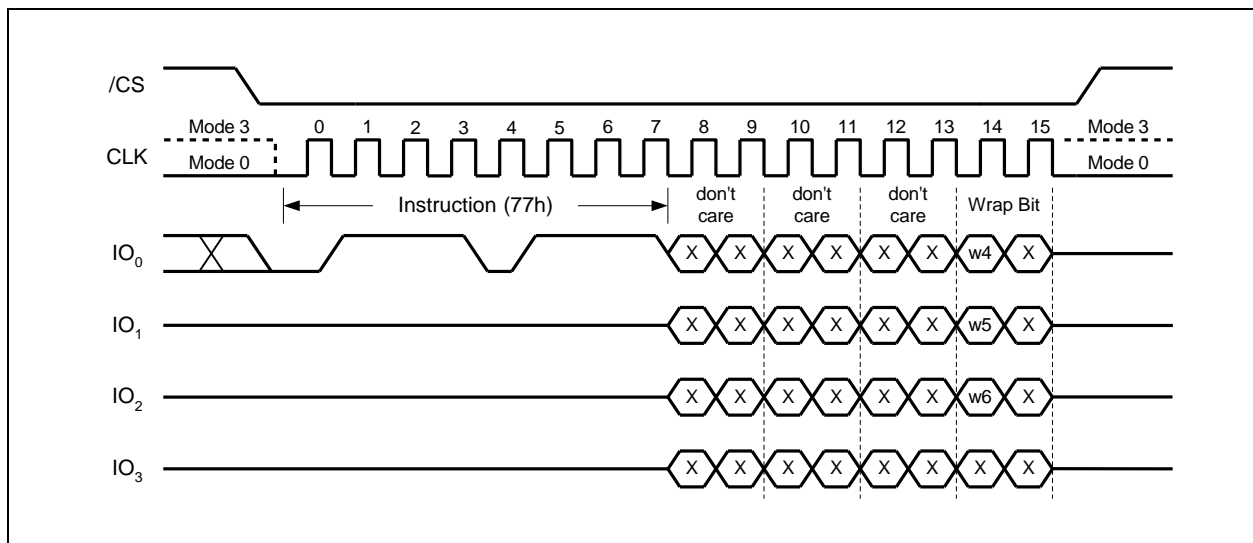 /CS
Mode 3 0 1 2 3 4 5 6 7 8 9 10 11 12 13 14 15 Mode 3
CLK Mode 0 Mode 0
Instruction (77h) don't care don't care don't care Wrap Bit
IO0 X X X X X X w4 X
IO1 X X X X X X w5 X
IO2 X X X X X X w6 X
IO3 X X X X X X X X